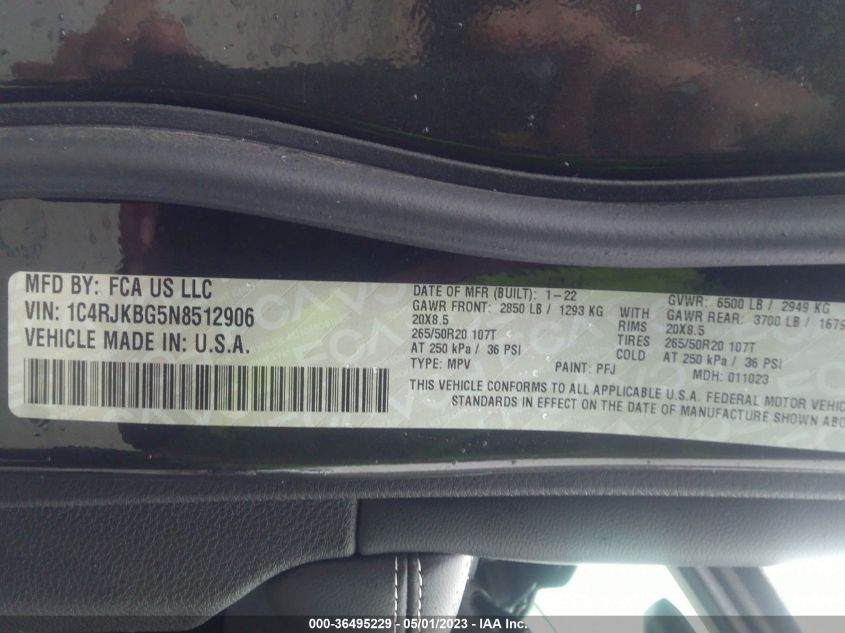 MFD BY: FCA US LLC
VIN: 1C4RJKBG5N8512906
VEHICLE MADE IN: U.S.A.
DATE OF MFR (BUILT): 1-22 GVWR: 6500 LB / 2949 KG
GAWR FRONT: 2850 LB / 1293 KG WITH GAWR REAR: 3700 LB / 1679
20X8.5 RIMS 20X8.5
265/50R20 107T TIRES 265/50R20 107T
AT 250 kPa / 36 PSI COLD AT 250 kPa / 36 PSI
TYPE: MPV PAINT: PFJ MDH: 011023
THIS VEHICLE CONFORMS TO ALL APPLICABLE U.S.A. FEDERAL MOTOR VEHIC
STANDARDS IN EFFECT ON THE DATE OF MANUFACTURE SHOWN ABO
000-36495229 - 05/01/2023 - IAA Inc.